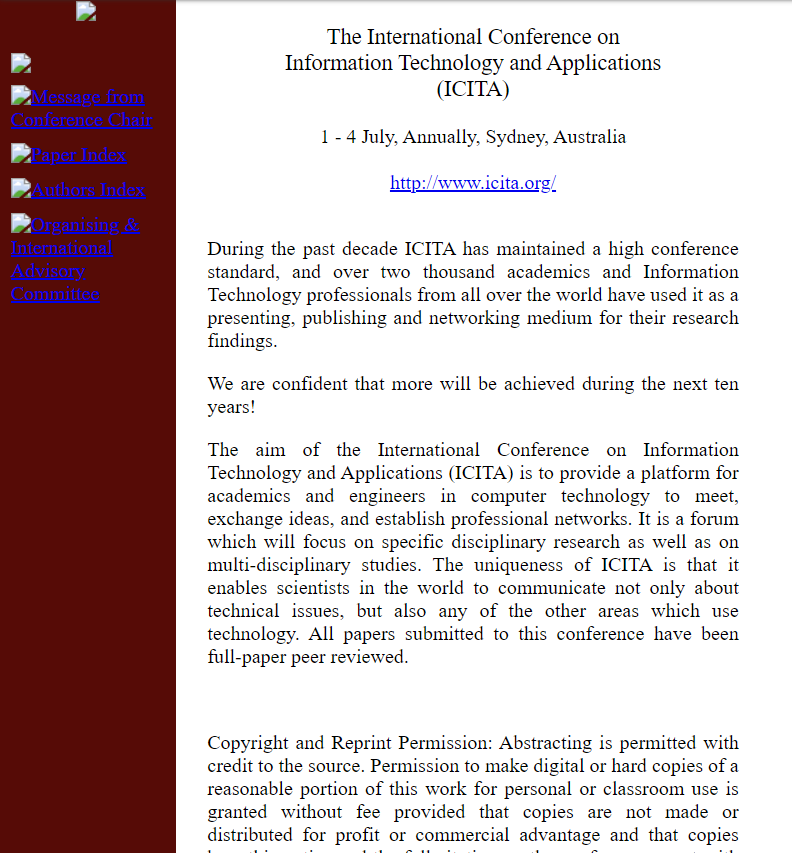 Message from
Conference Chair
Paper Index
Authors Index
Organising &
International
Advisory
Committee
The International Conference on
Information Technology and Applications
(ICITA)
1 - 4 July, Annually, Sydney, Australia
http://www.icita.org/
During the past decade ICITA has maintained a high conference
standard, and over two thousand academics and Information
Technology professionals from all over the world have used it as a
presenting, publishing and networking medium for their research
findings.
We are confident that more will be achieved during the next ten
years!
The aim of the International Conference on Information
Technology and Applications (ICITA) is to provide a platform for
academics and engineers in computer technology to meet,
exchange ideas, and establish professional networks. It is a forum
which will focus on specific disciplinary research as well as on
multi-disciplinary studies. The uniqueness of ICITA is that it
enables scientists in the world to communicate not only about
technical issues, but also any of the other areas which use
technology. All papers submitted to this conference have been
full-paper peer reviewed.
Copyright and Reprint Permission: Abstracting is permitted with
credit to the source. Permission to make digital or hard copies of a
reasonable portion of this work for personal or classroom use is
granted without fee provided that copies are not made or
distributed for profit or commercial advantage and that copies